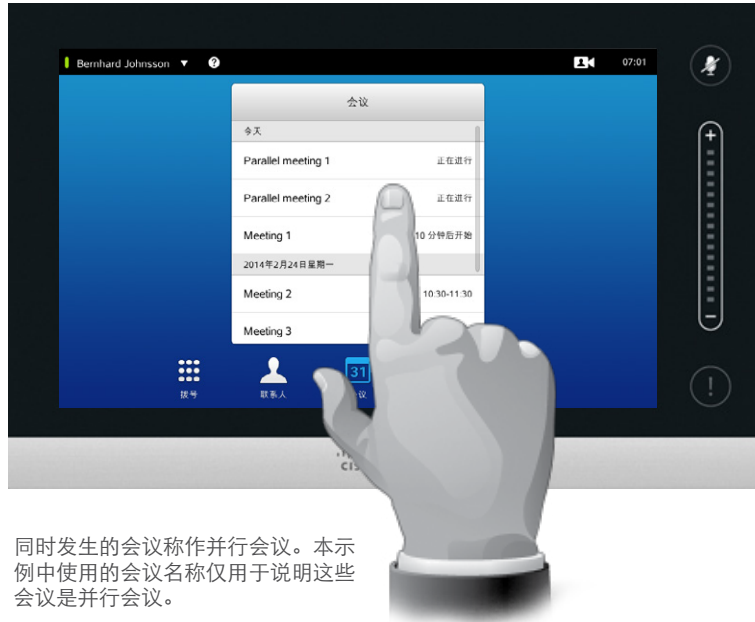 Bernhard Johnsson
07:01
会议
今天
Parallel meeting 1 正在进行
Parallel meeting 2 正在进行
Meeting 1 10 分钟后开始
2014年2月24日星期一
Meeting 2 10:30-11:30
Meeting 3
31
拨号 联系人 议
同时发生的会议称作并行会议。本示
例中使用的会议名称仅用于说明这些
会议是并行会议。